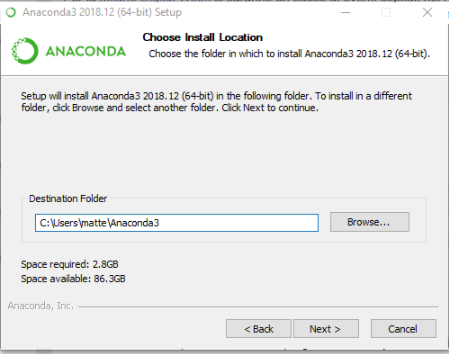 Anaconda3 2018.12 (64-bit) Setup
ANACONDA
Choose Install Location
Choose the folder in which to install Anaconda3 2018.12 (64-bit).
Setup will install Anaconda3 2018.12 (64-bit) in the following folder. To install in a different
folder, click Browse and select another folder. Click Next to continue.
Destination Folder
C:\Users\matte\Anaconda3
Browse...
Space required: 2.8GB
Space available: 86.3GB
Anaconda, Inc.
< Back
Next >
Cancel